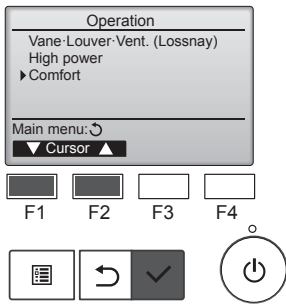 Operation
Vane·Louver·Vent. (Lossnay)
High power
Comfort
Main menu:
Cursor
F1 F2 F3 F4